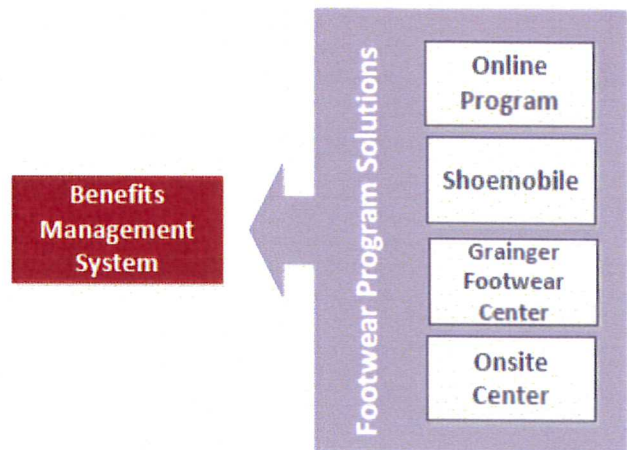 Benefits
Management
System
Footwear Program Solutions
Online
Program
Shoemobile
Grainger
Footwear
Center
Onsite
Center